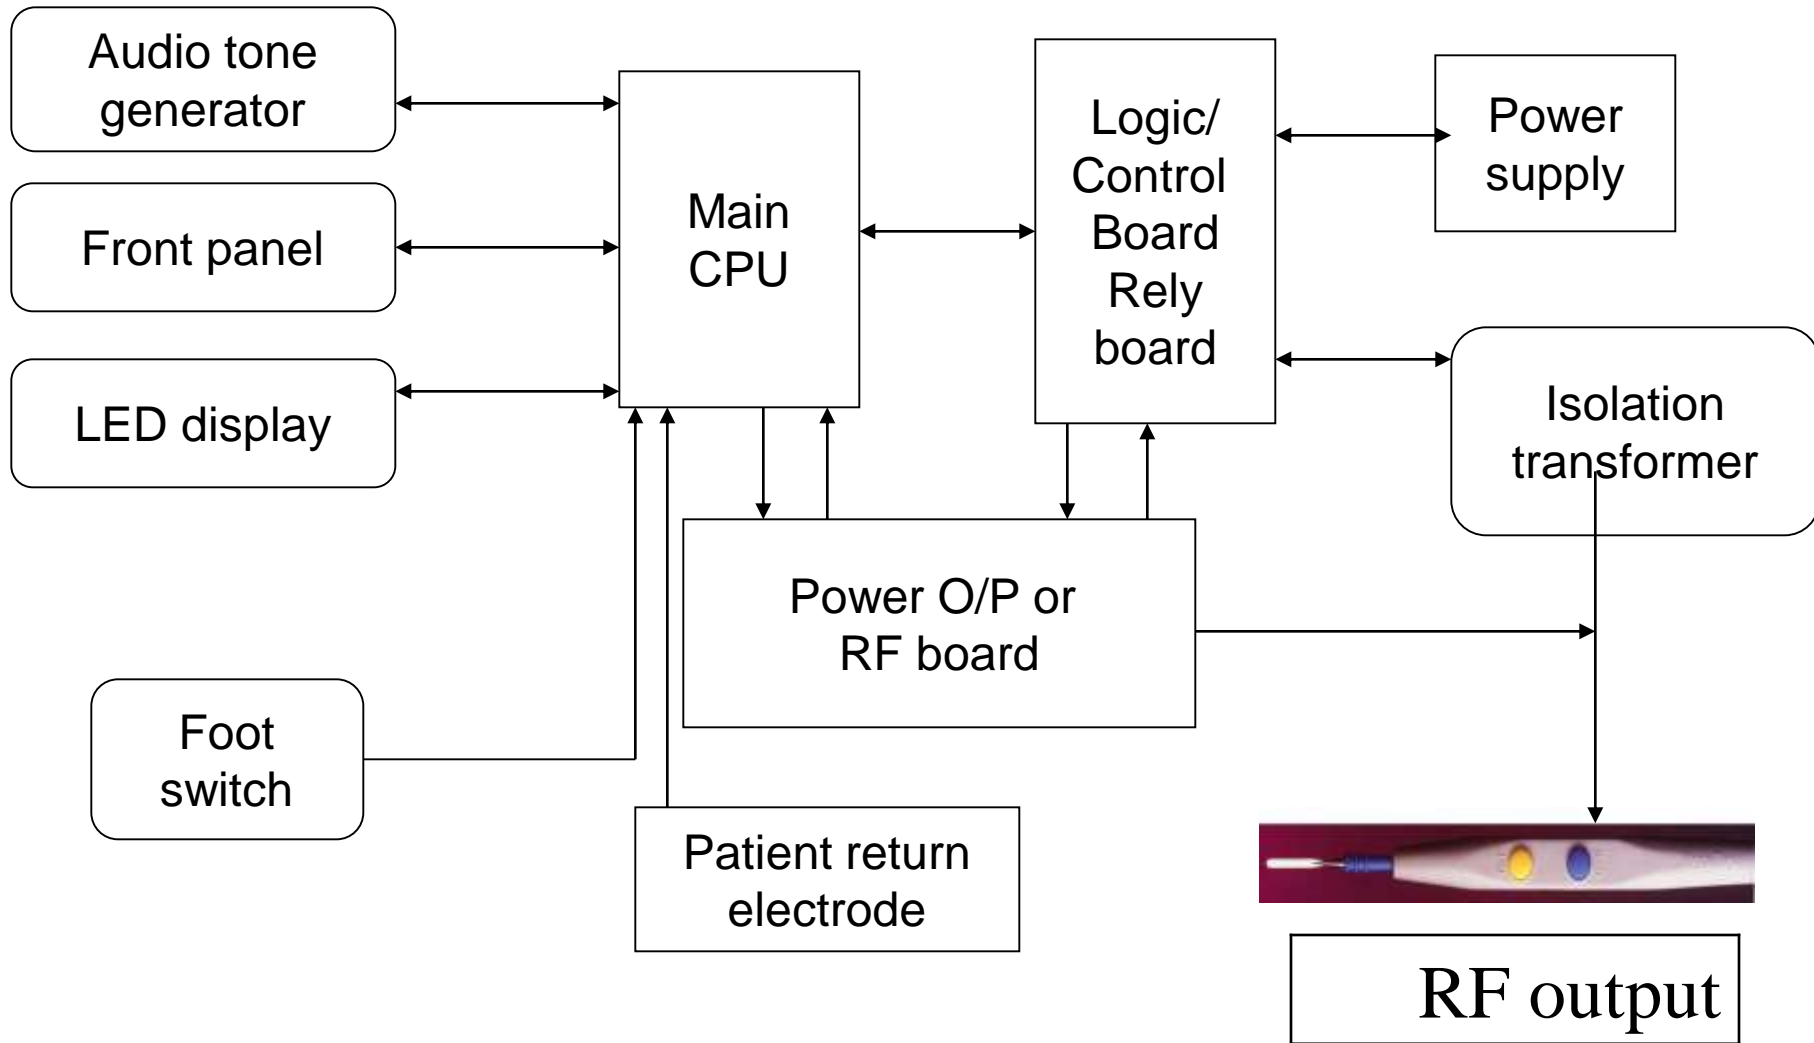 Audio tone
generator
Front panel
LED display
Main
CPU
Logic/
Control
Board
Rely
board
Power
supply
Isolation
transformer
Power O/P or
RF board
Foot
switch
Patient return
electrode
RF output